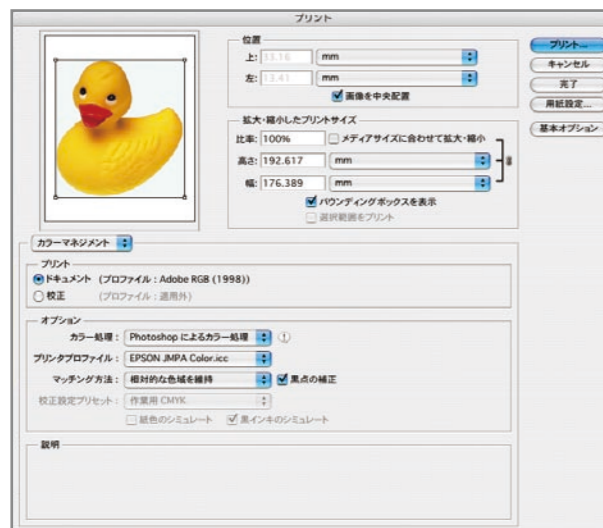 プリント
位置
上: 33.16 mm
左: 13.41 mm
画像を中央配置
拡大・縮小したプリントサイズ
比率: 100% メディアサイズに合わせて拡大・縮小
高さ: 192.617 mm
幅: 176.389 mm
バウンディングボックスを表示
選択範囲をプリント
プリント...
キャンセル
完了
用紙設定...
基本オプション
カラーマネジメント
プリント
ドキュメント (プロファイル : Adobe RGB (1998))
校正 (プロファイル : 適用外)
オプション
カラー処理 : Photoshop によるカラー処理
プリンタプロファイル : EPSON JMPA Color.icc
マッチング方法 : 相対的な色域を維持 黒点の補正
校正設定プリセット : 作業用 CMYK
紙色のシミュレート 黒インキのシミュレート
説明